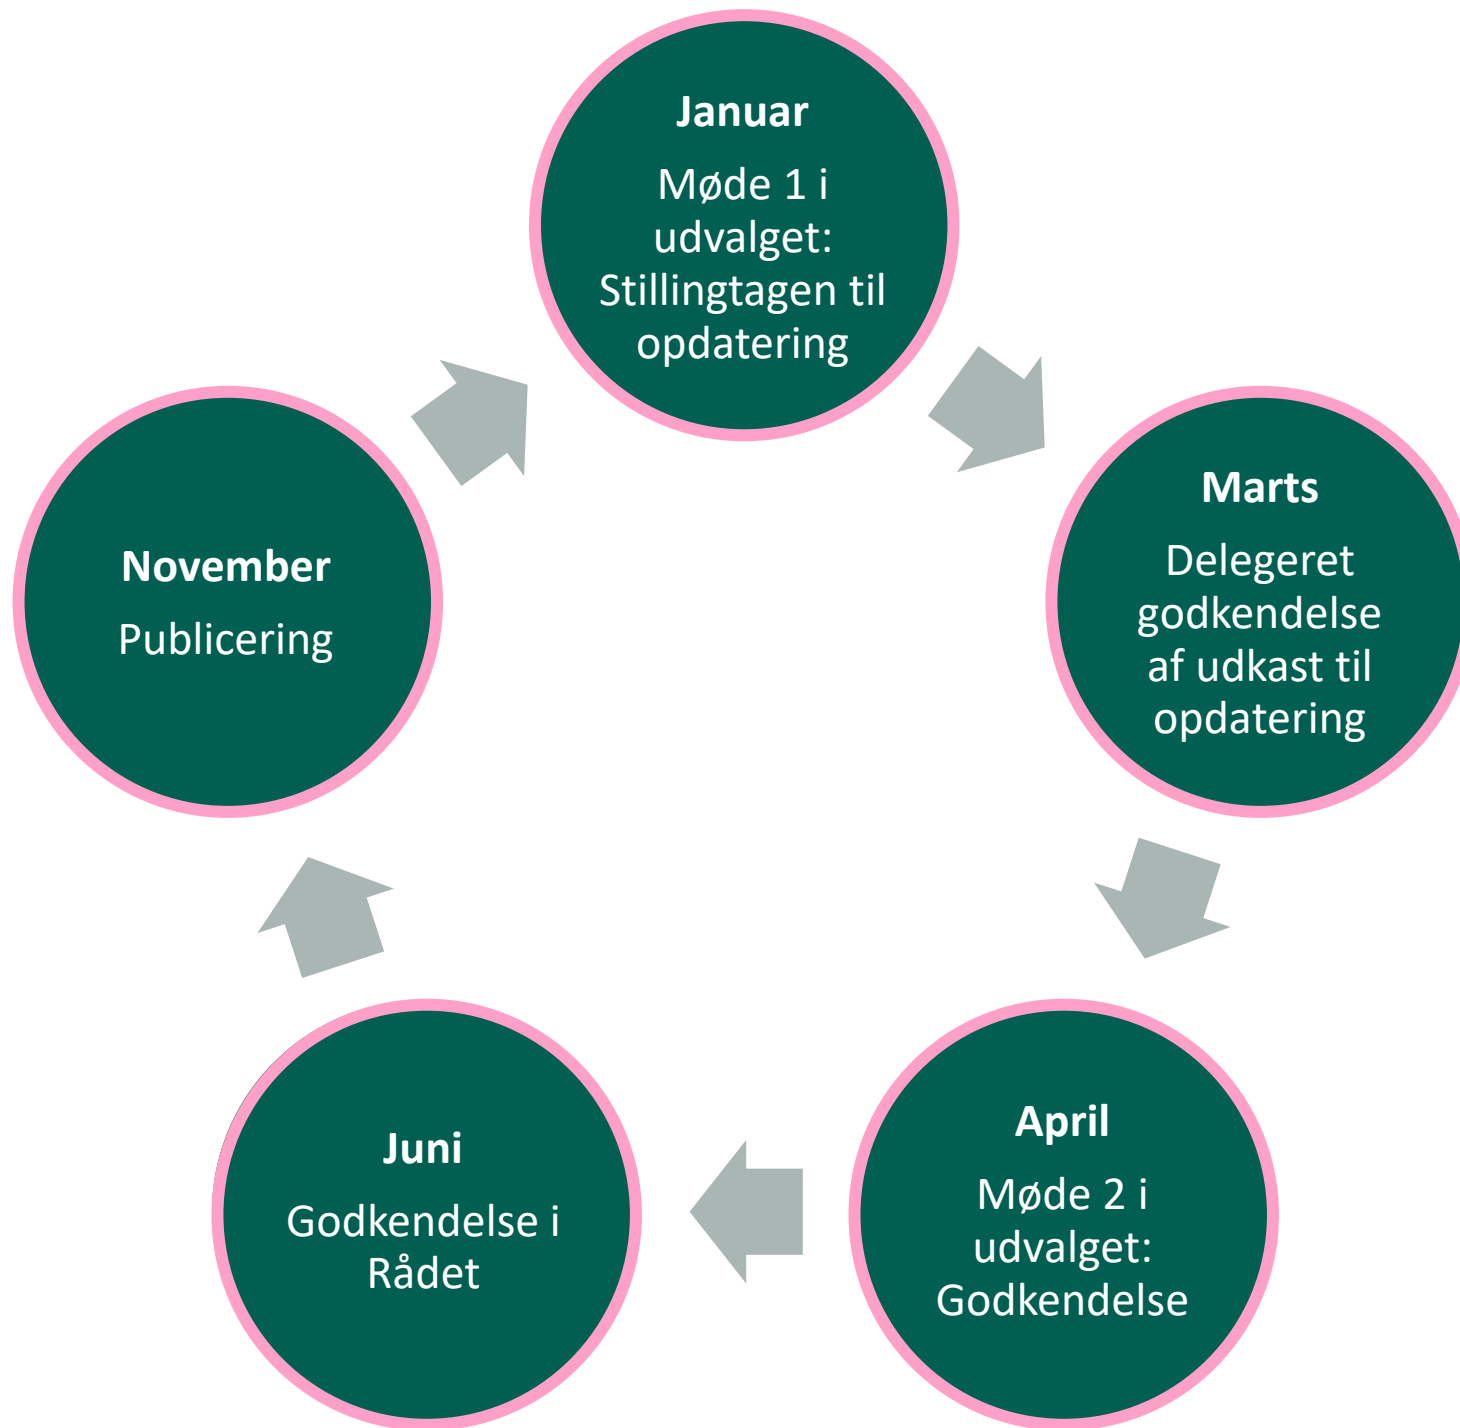 Januar
Møde 1 i
udvalget:
Stillingtagen til
opdatering
Marts
Delegeret
godkendelse
af udkast til
opdatering
April
Møde 2 i
udvalget:
Godkendelse
Juni
Godkendelse i
Rådet
November
Publicering